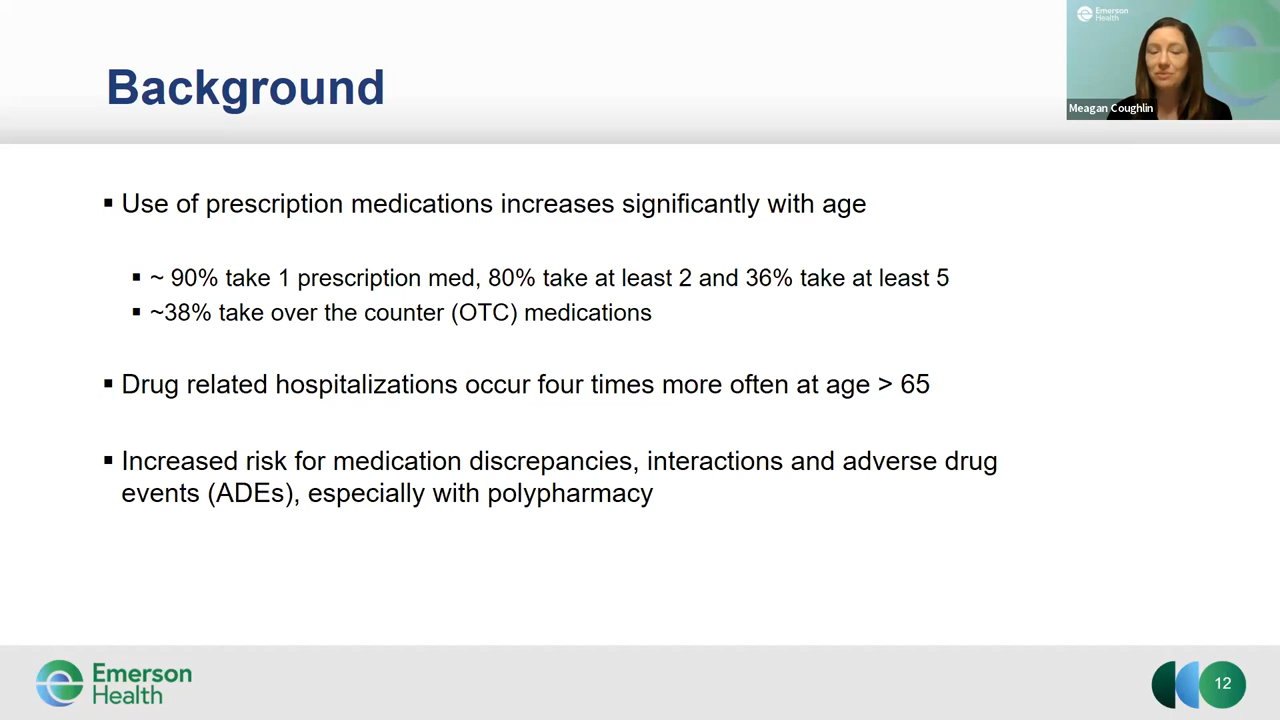 Emerson
Health
Background
Meagan Coughlin
▪ Use of prescription medications increases significantly with age
▪ ~ 90% take 1 prescription med, 80% take at least 2 and 36% take at least 5
▪ ~38% take over the counter (OTC) medications
▪ Drug related hospitalizations occur four times more often at age > 65
▪ Increased risk for medication discrepancies, interactions and adverse drug
events (ADEs), especially with polypharmacy
Emerson
Health
12